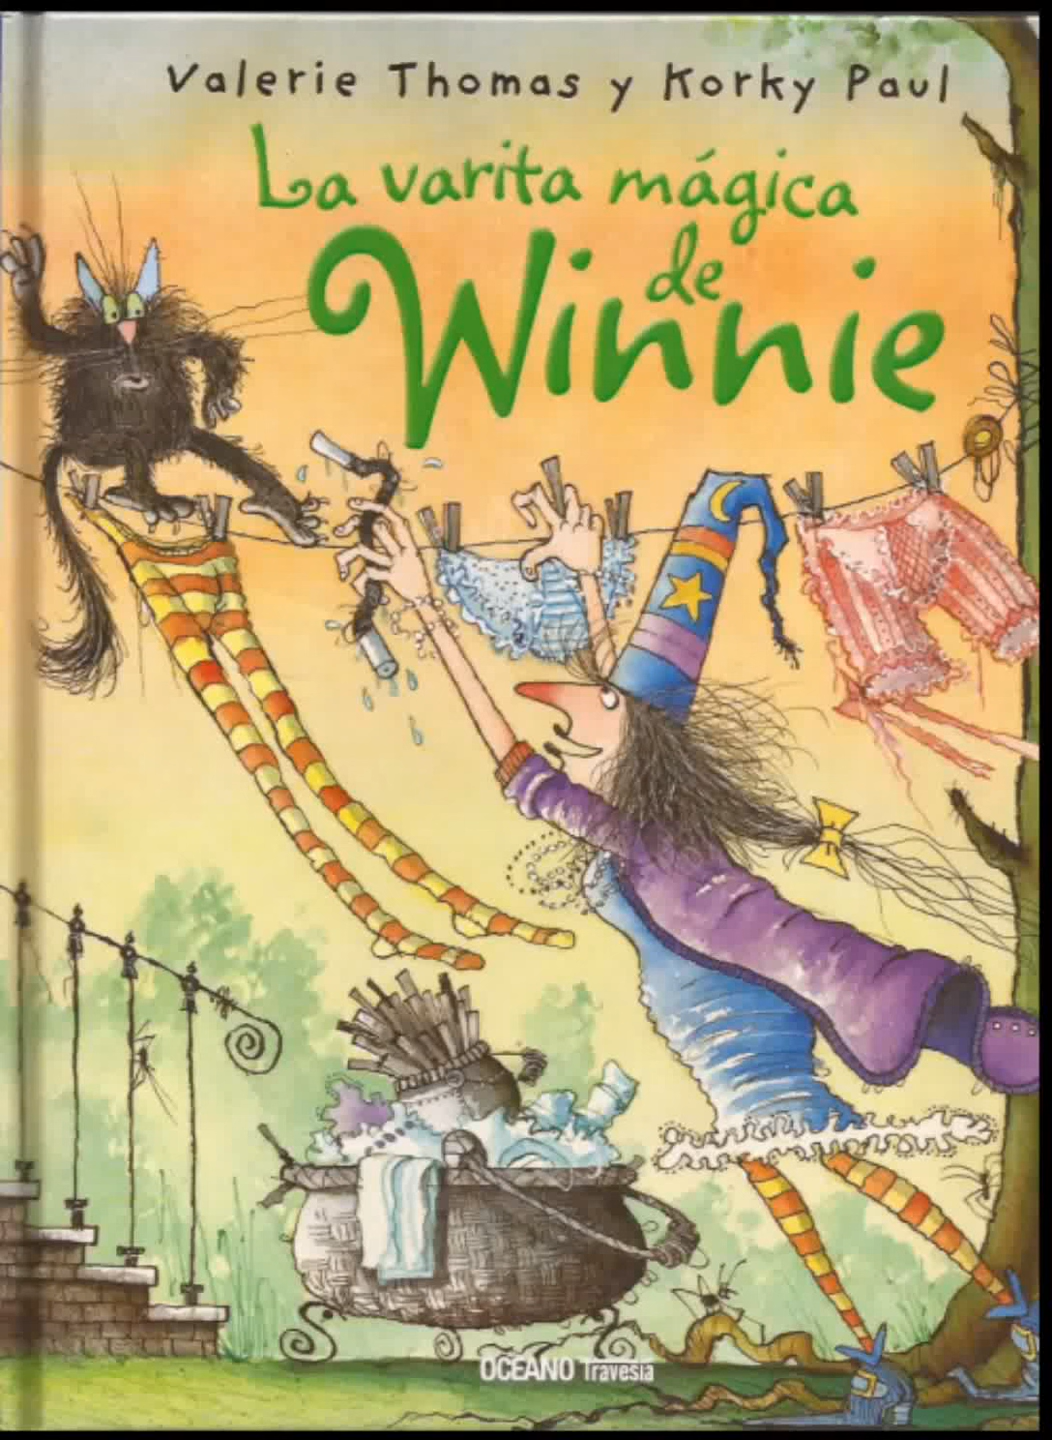 Valerie Thomas y Korky Paul
La varita mágica
de
Winnie
OCEANO Travesía